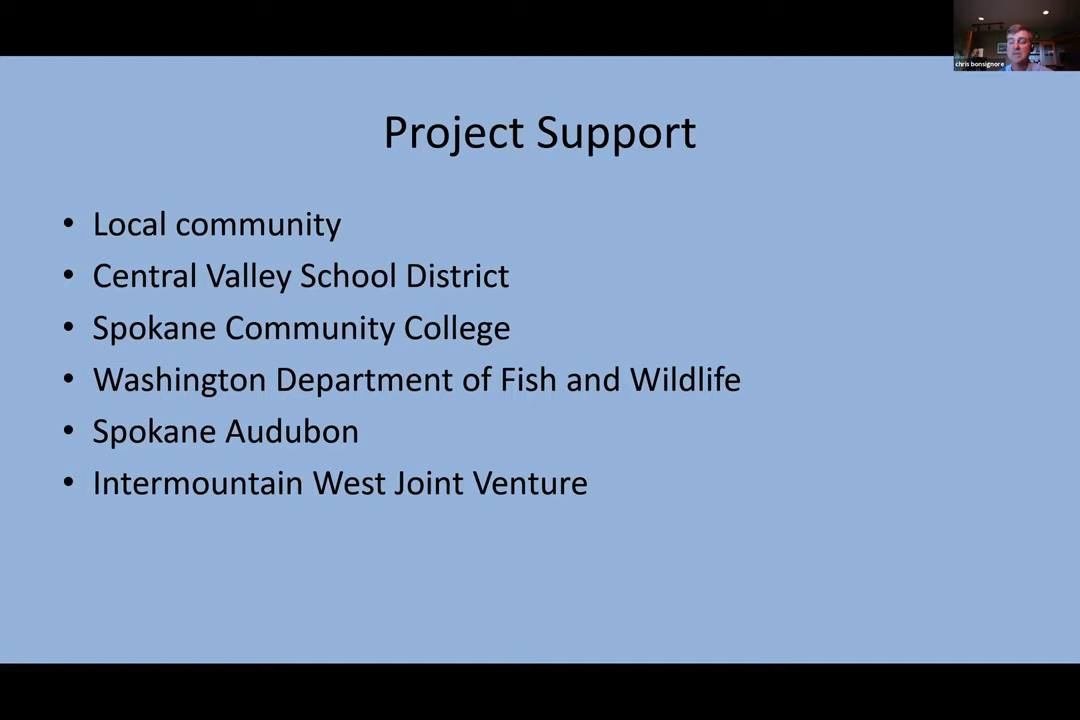 chris bonsignore
Project Support
• Local community
• Central Valley School District
• Spokane Community College
• Washington Department of Fish and Wildlife
• Spokane Audubon
• Intermountain West Joint Venture